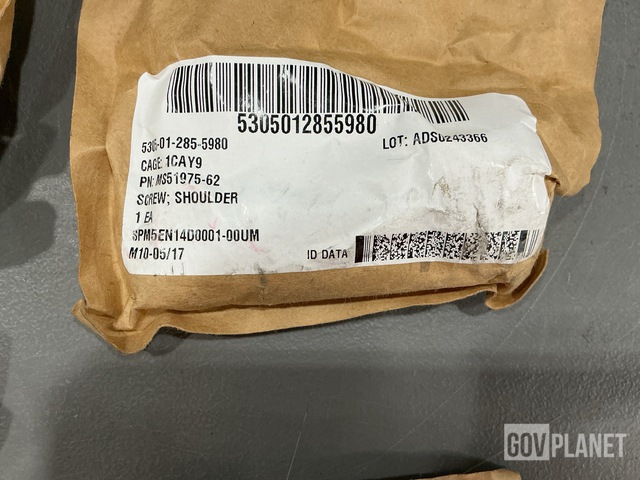 5305012855980
5305-01-285-5980
LOT: ADS0243366
CAGE: 1CAY9
PN: MS51975-62
SCREW; SHOULDER
1 EA
SPM5EN14D0001-00UM
M10-05/17
ID DATA
GOVPLANET